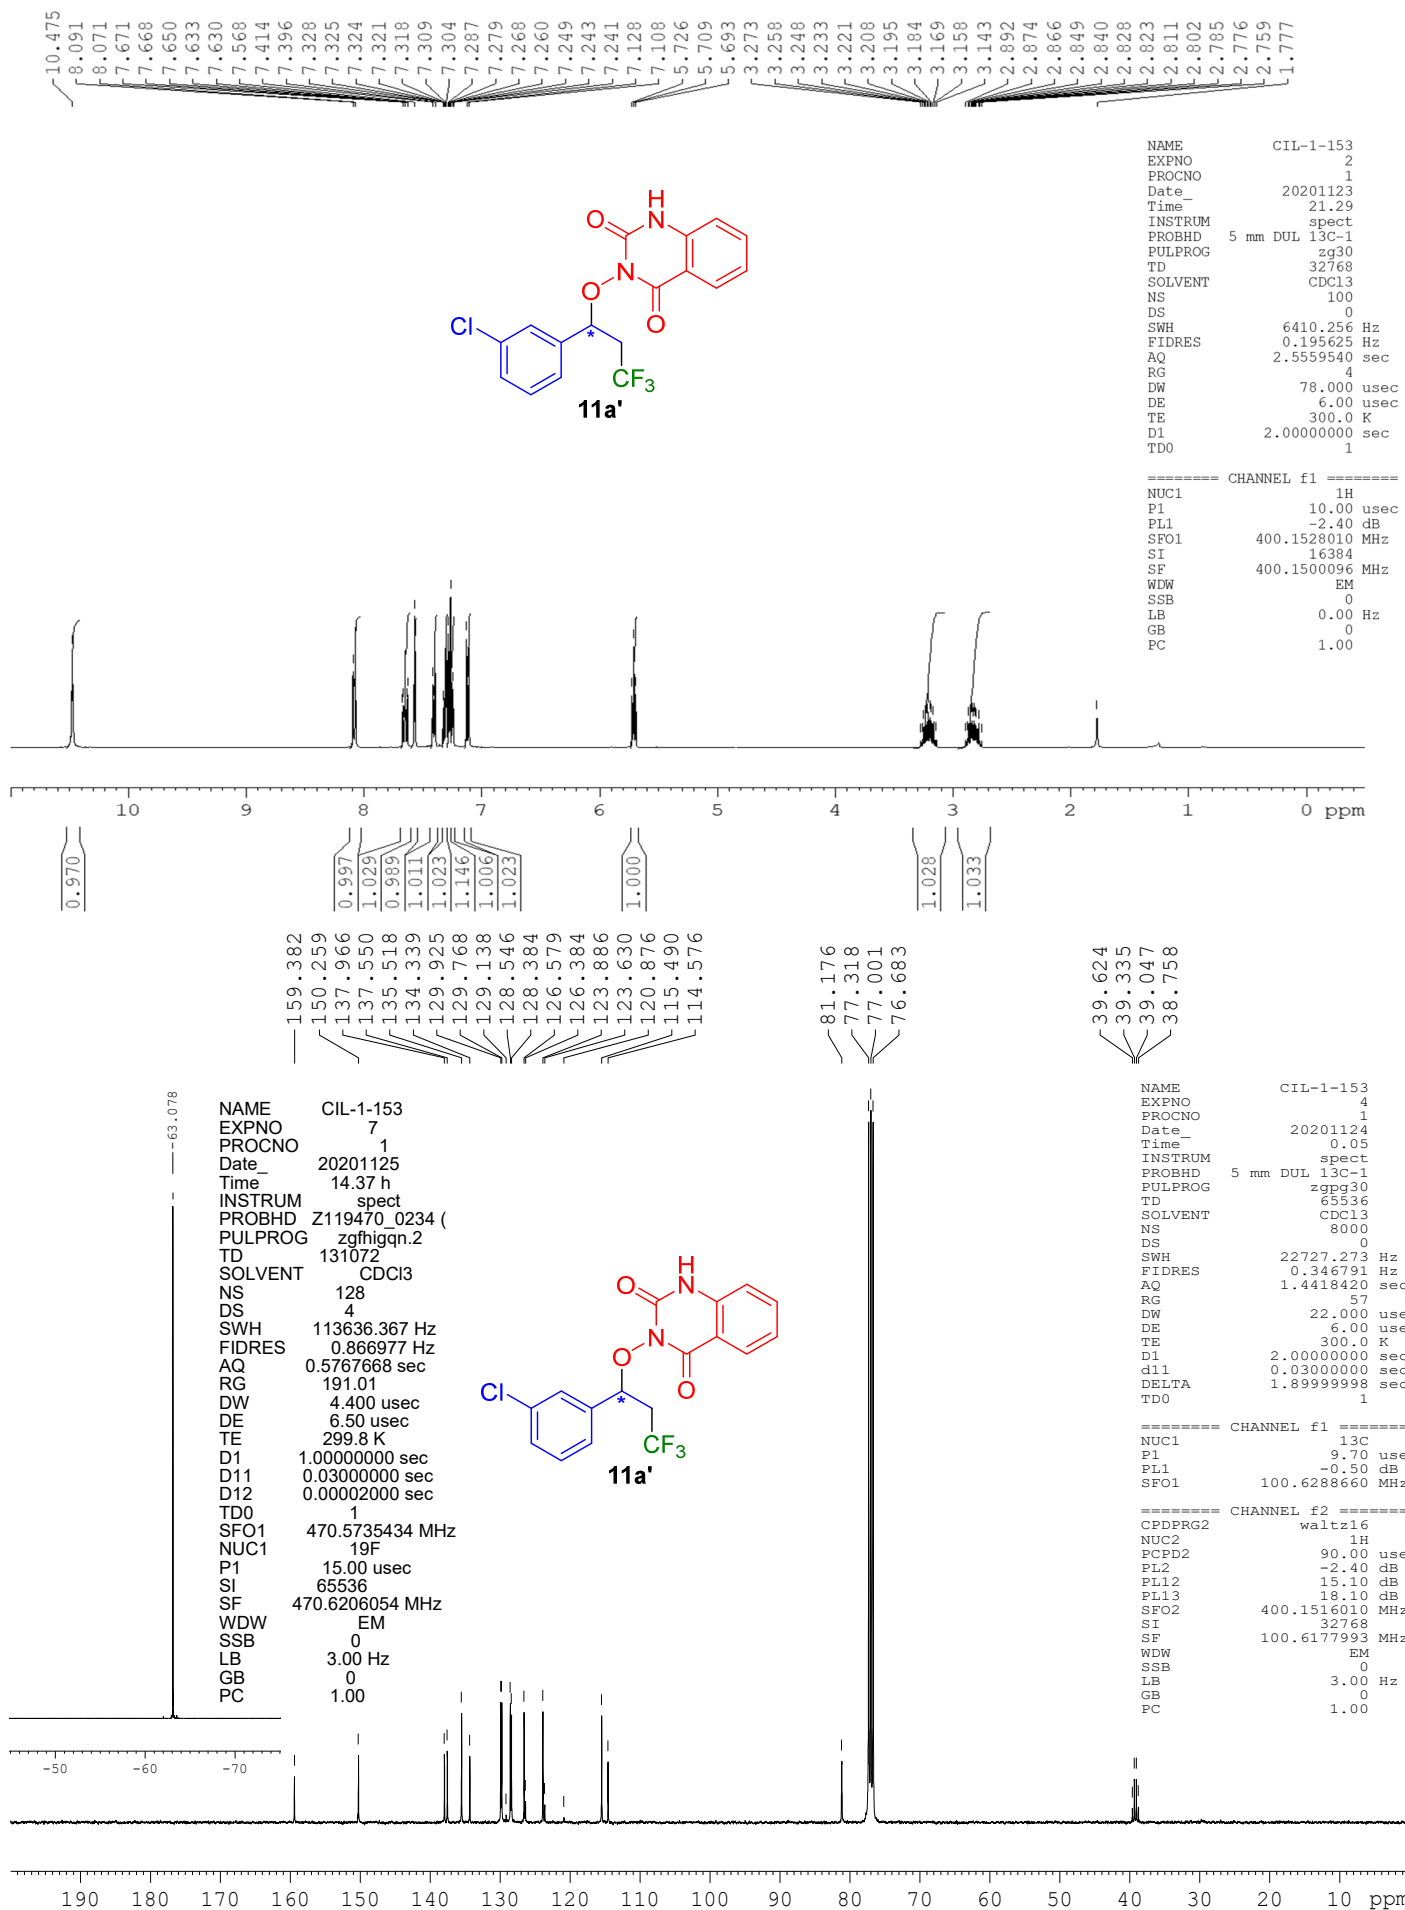 10.475
8.091
8.071
7.671
7.668
7.650
7.633
7.630
7.568
7.414
7.396
7.328
7.325
7.324
7.321
7.318
7.309
7.304
7.287
7.279
7.268
7.260
7.260
7.249
7.243
7.241
7.128
7.108
5.726
5.709
5.693
3.273
3.258
3.248
3.233
3.221
3.208
3.195
3.184
3.169
3.158
3.143
2.892
2.874
2.866
2.849
2.840
2.828
2.823
2.811
2.802
2.785
2.776
2.759
1.777
NAME CIL-1-153
EXPNO 2
PROCNO 1
Date_ 20201123
Time 21.29
INSTRUM spect
PROBHD 5 mm DUL 13C-1
PULPROG zg30
TD 32768
SOLVENT CDCl3
NS 100
DS 0
SWH 6410.256 Hz
FIDRES 0.195625 Hz
AQ 2.5559540 sec
RG 4
DW 78.000 usec
DE 6.00 usec
TE 300.0 K
D1 2.00000000 sec
TD0 1
======== CHANNEL f1 ========
NUC1 1H
P1 10.00 usec
PL1 -2.40 dB
SFO1 400.1528010 MHz
SI 16384
SF 400.1500096 MHz
WDW EM
SSB 0
LB 0.00 Hz
GB 0
PC 1.00
H
O N
N
O
O
Cl
*
CF3
11a'
10 9 8 7 6 5 4 3 2 1 0 ppm
0.970
0.997
1.029
0.989
1.011
1.023
1.146
1.006
1.023
1.000
1.028
1.033
159.382
150.259
137.966
137.550
135.518
134.339
129.925
129.768
129.138
128.546
128.384
126.579
126.384
123.886
123.630
120.876
115.490
114.576
81.176
77.318
77.001
76.683
39.624
39.335
39.047
38.758
-63.078
NAME CIL-1-153
EXPNO 7
PROCNO 1
Date_ 20201125
Time 14.37 h
INSTRUM spect
PROBHD Z119470_0234 (
PULPROG zgfhigqn.2
TD 131072
SOLVENT CDCl3
NS 128
DS 4
SWH 113636.367 Hz
FIDRES 0.866977 Hz
AQ 0.5767668 sec
RG 191.01
DW 4.400 usec
DE 6.50 usec
TE 299.8 K
D1 1.00000000 sec
D11 0.03000000 sec
D12 0.00002000 sec
TD0 1
SFO1 470.5735434 MHz
NUC1 19F
P1 15.00 usec
SI 65536
SF 470.6206054 MHz
WDW EM
SSB 0
LB 3.00 Hz
GB 0
PC 1.00
-50 -60 -70
H
O N
N
O
O
Cl
*
CF3
11a'
NAME CIL-1-153
EXPNO 4
PROCNO 1
Date_ 20201124
Time 0.05
INSTRUM spect
PROBHD 5 mm DUL 13C-1
PULPROG zgpg30
TD 65536
SOLVENT CDCl3
NS 8000
DS 0
SWH 22727.273 Hz
FIDRES 0.346791 Hz
AQ 1.4418420 sec
RG 57
DW 22.000 use
DE 6.00 use
TE 300.0 K
D1 2.00000000 sec
d11 0.03000000 sec
DELTA 1.89999998 sec
TD0 1
======== CHANNEL f1 =======
NUC1 13C
P1 9.70 use
PL1 -0.50 dB
SFO1 100.6288660 MHz
======== CHANNEL f2 =======
CPDPRG2 waltz16
NUC2 1H
PCPD2 90.00 use
PL2 -2.40 dB
PL12 15.10 dB
PL13 18.10 dB
SFO2 400.1516010 MHz
SI 32768
SF 100.6177993 MHz
WDW EM
SSB 0
LB 3.00 Hz
GB 0
PC 1.00
190 180 170 160 150 140 130 120 110 100 90 80 70 60 50 40 30 20 10 ppm